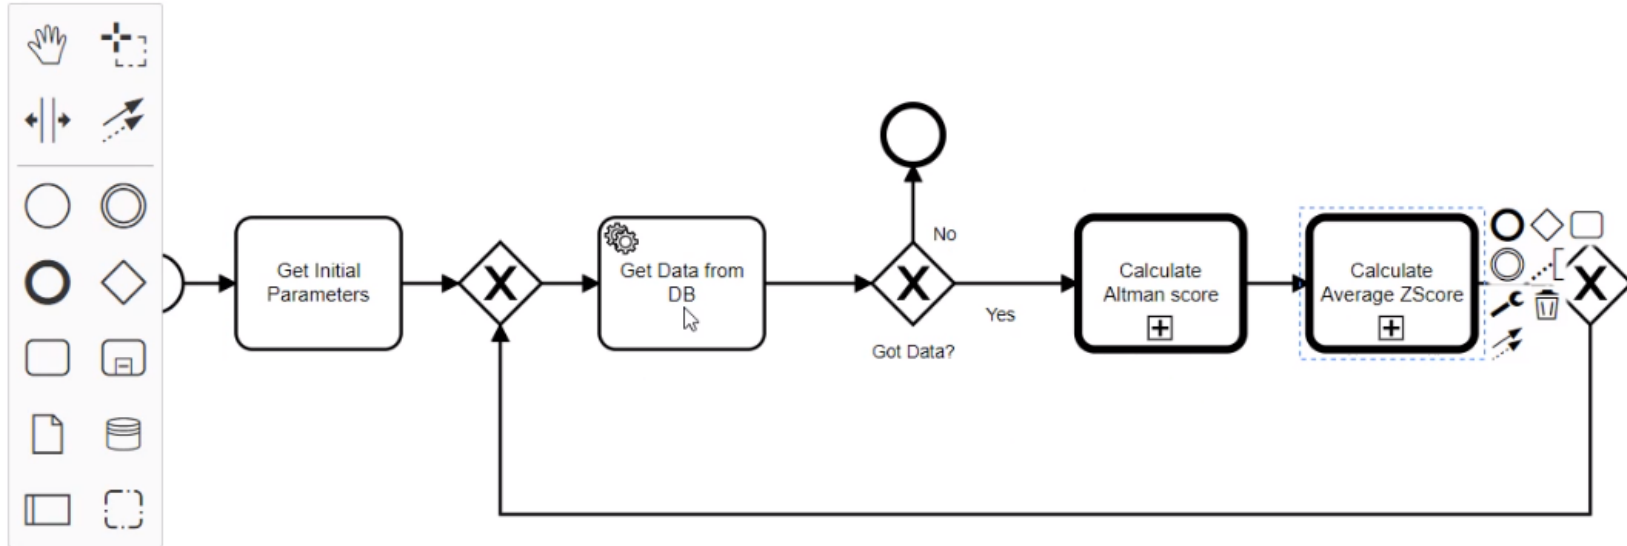 Get Initial
Parameters
Get Data from
DB
No
Yes
Got Data?
Calculate
Altman score
Calculate
Average ZScore